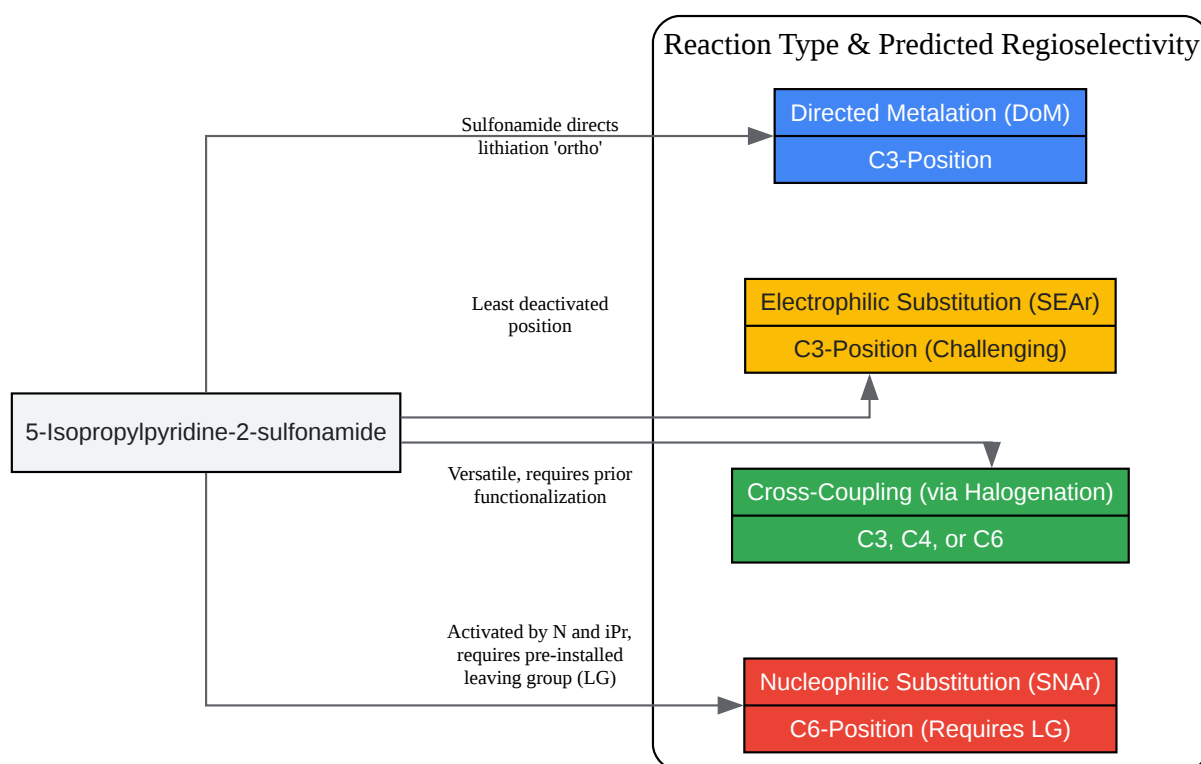 Reaction Type & Predicted Regioselectivity
Sulfonamide directs
lithiation 'ortho'
Directed Metalation (DoM)
C3-Position
Least deactivated
position
Electrophilic Substitution (SEAr)
C3-Position (Challenging)
5-Isopropylpyridine-2-sulfonamide
Versatile, requires prior
functionalization
Cross-Coupling (via Halogenation)
C3, C4, or C6
Activated by N and iPr,
requires pre-installed
leaving group (LG)
Nucleophilic Substitution (SNAr)
C6-Position (Requires LG)